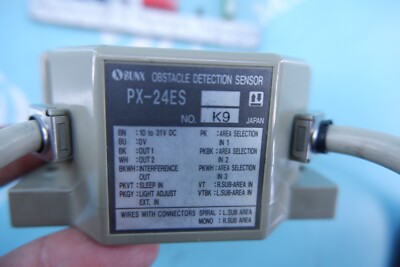 SUNX OBSTACLE DETECTION SENSOR
PX-24ES
NO. K9 JAPAN
BN : 10 to 31V DC
BU : 0V
BK : OUT 1
WH : OUT 2
BKWH : INTERFERENCE
OUT
PKVT : SLEEP IN
PKGY : LIGHT ADJUST
EXT. IN
PK : AREA SELECTION
IN 1
PKBK : AREA SELECTION
IN 2
PKWH : AREA SELECTION
IN 3
VT : R.SUB-AREA IN
VTBK : L.SUB-AREA IN
WIRES WITH CONNECTORS SPIRAL : L.SUB AREA
MONO : R.SUB AREA